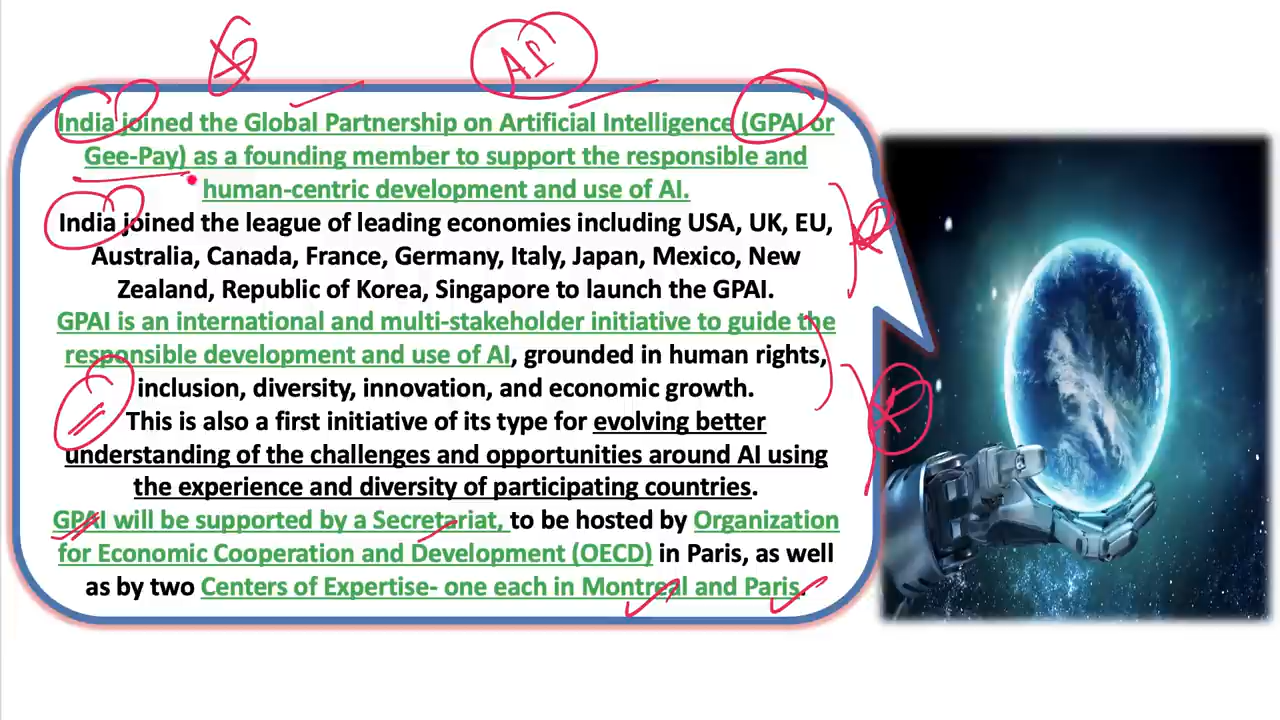 AI
India joined the Global Partnership on Artificial Intelligence (GPAI or
Gee-Pay) as a founding member to support the responsible and
human-centric development and use of AI.
India joined the league of leading economies including USA, UK, EU,
Australia, Canada, France, Germany, Italy, Japan, Mexico, New
Zealand, Republic of Korea, Singapore to launch the GPAI.
GPAI is an international and multi-stakeholder initiative to guide the
responsible development and use of AI, grounded in human rights,
inclusion, diversity, innovation, and economic growth.
This is also a first initiative of its type for evolving better
understanding of the challenges and opportunities around AI using
the experience and diversity of participating countries.
GPAI will be supported by a Secretariat, to be hosted by Organization
for Economic Cooperation and Development (OECD) in Paris, as well
as by two Centers of Expertise- one each in Montreal and Paris.